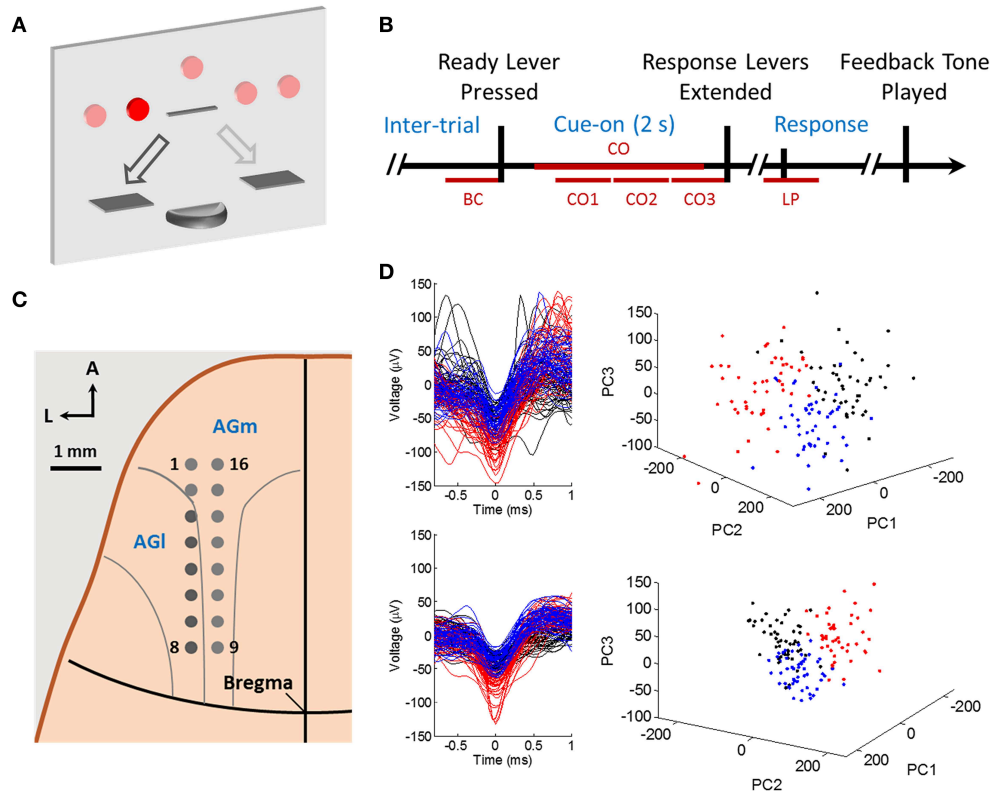 A
B
Ready Lever
Pressed
Response Levers
Extended
Feedback Tone
Played
Inter-trial
Cue-on (2 s)
Response
CO
BC
CO1
CO2
CO3
LP
C
A
L
1 mm
AGm
1
16
AGl
8
9
Bregma
D
150
100
50
0
-50
-100
-150
Voltage (µV)
-0.5
0
0.5
1
Time (ms)
150
100
50
0
-50
-100
PC3
-200
0
200
PC2
200
0
-200
PC1
150
100
50
0
-50
-100
-150
Voltage (µV)
-0.5
0
0.5
1
Time (ms)
150
100
50
0
-50
-100
PC3
-200
0
200
PC2
200
0
-200
PC1